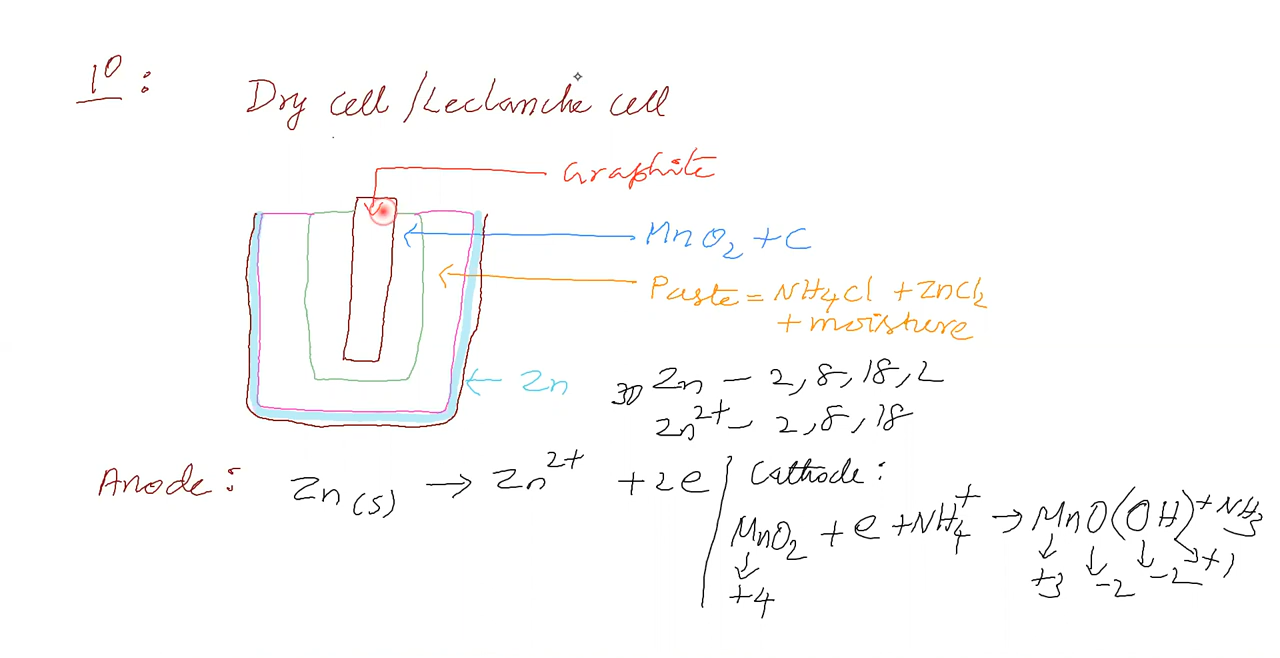 1⁰ :
Dry cell / Leclanche cell
Graphite
MnO₂ + C
Paste = NH₄Cl + ZnCl₂
+ moisture
Zn
30 Zn – 2, 8, 18, 2
Zn²⁺ – 2, 8, 18
Anode : Zn(s) → Zn²⁺ + 2e
Cathode :
MnO₂ + e + NH₄⁺ → MnO(OH) + NH₃
+4 +3 -2 -2 +1